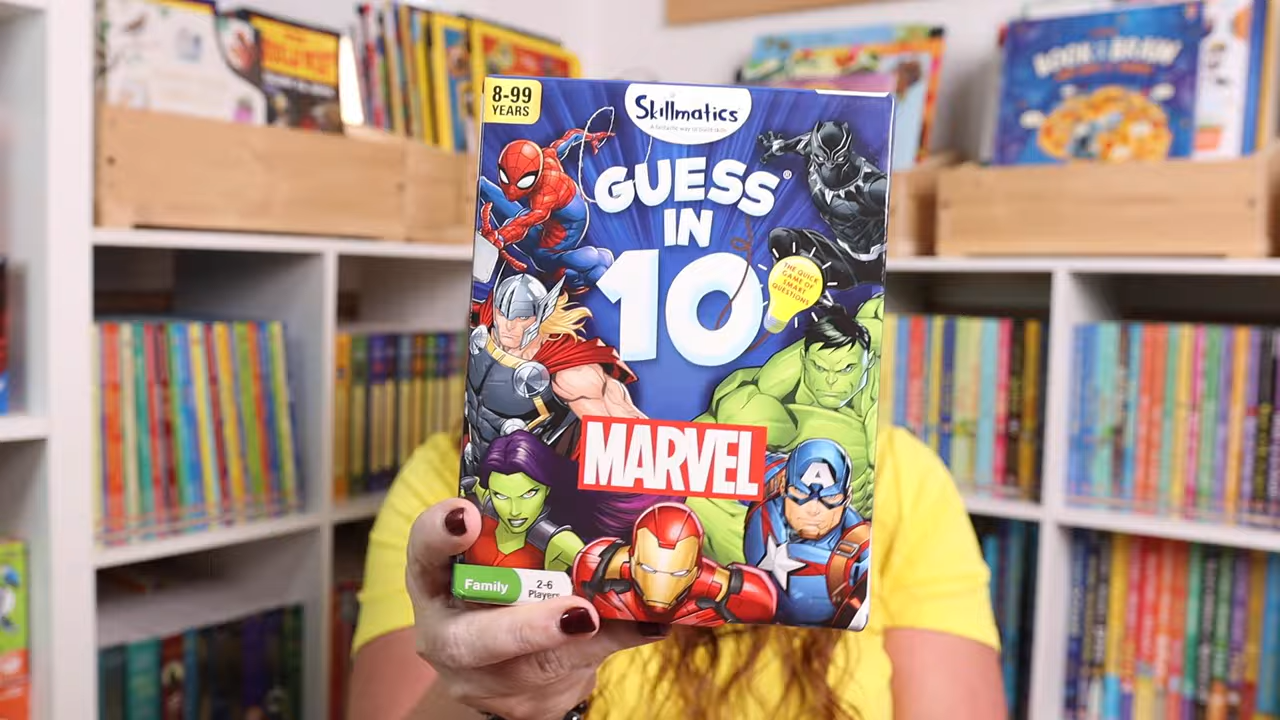 8-99
YEARS
Skillmatics
GUESS®
IN
10
THE QUICK
GAME OF
SMART
QUESTIONS
MARVEL
A
Family
2-6
Players